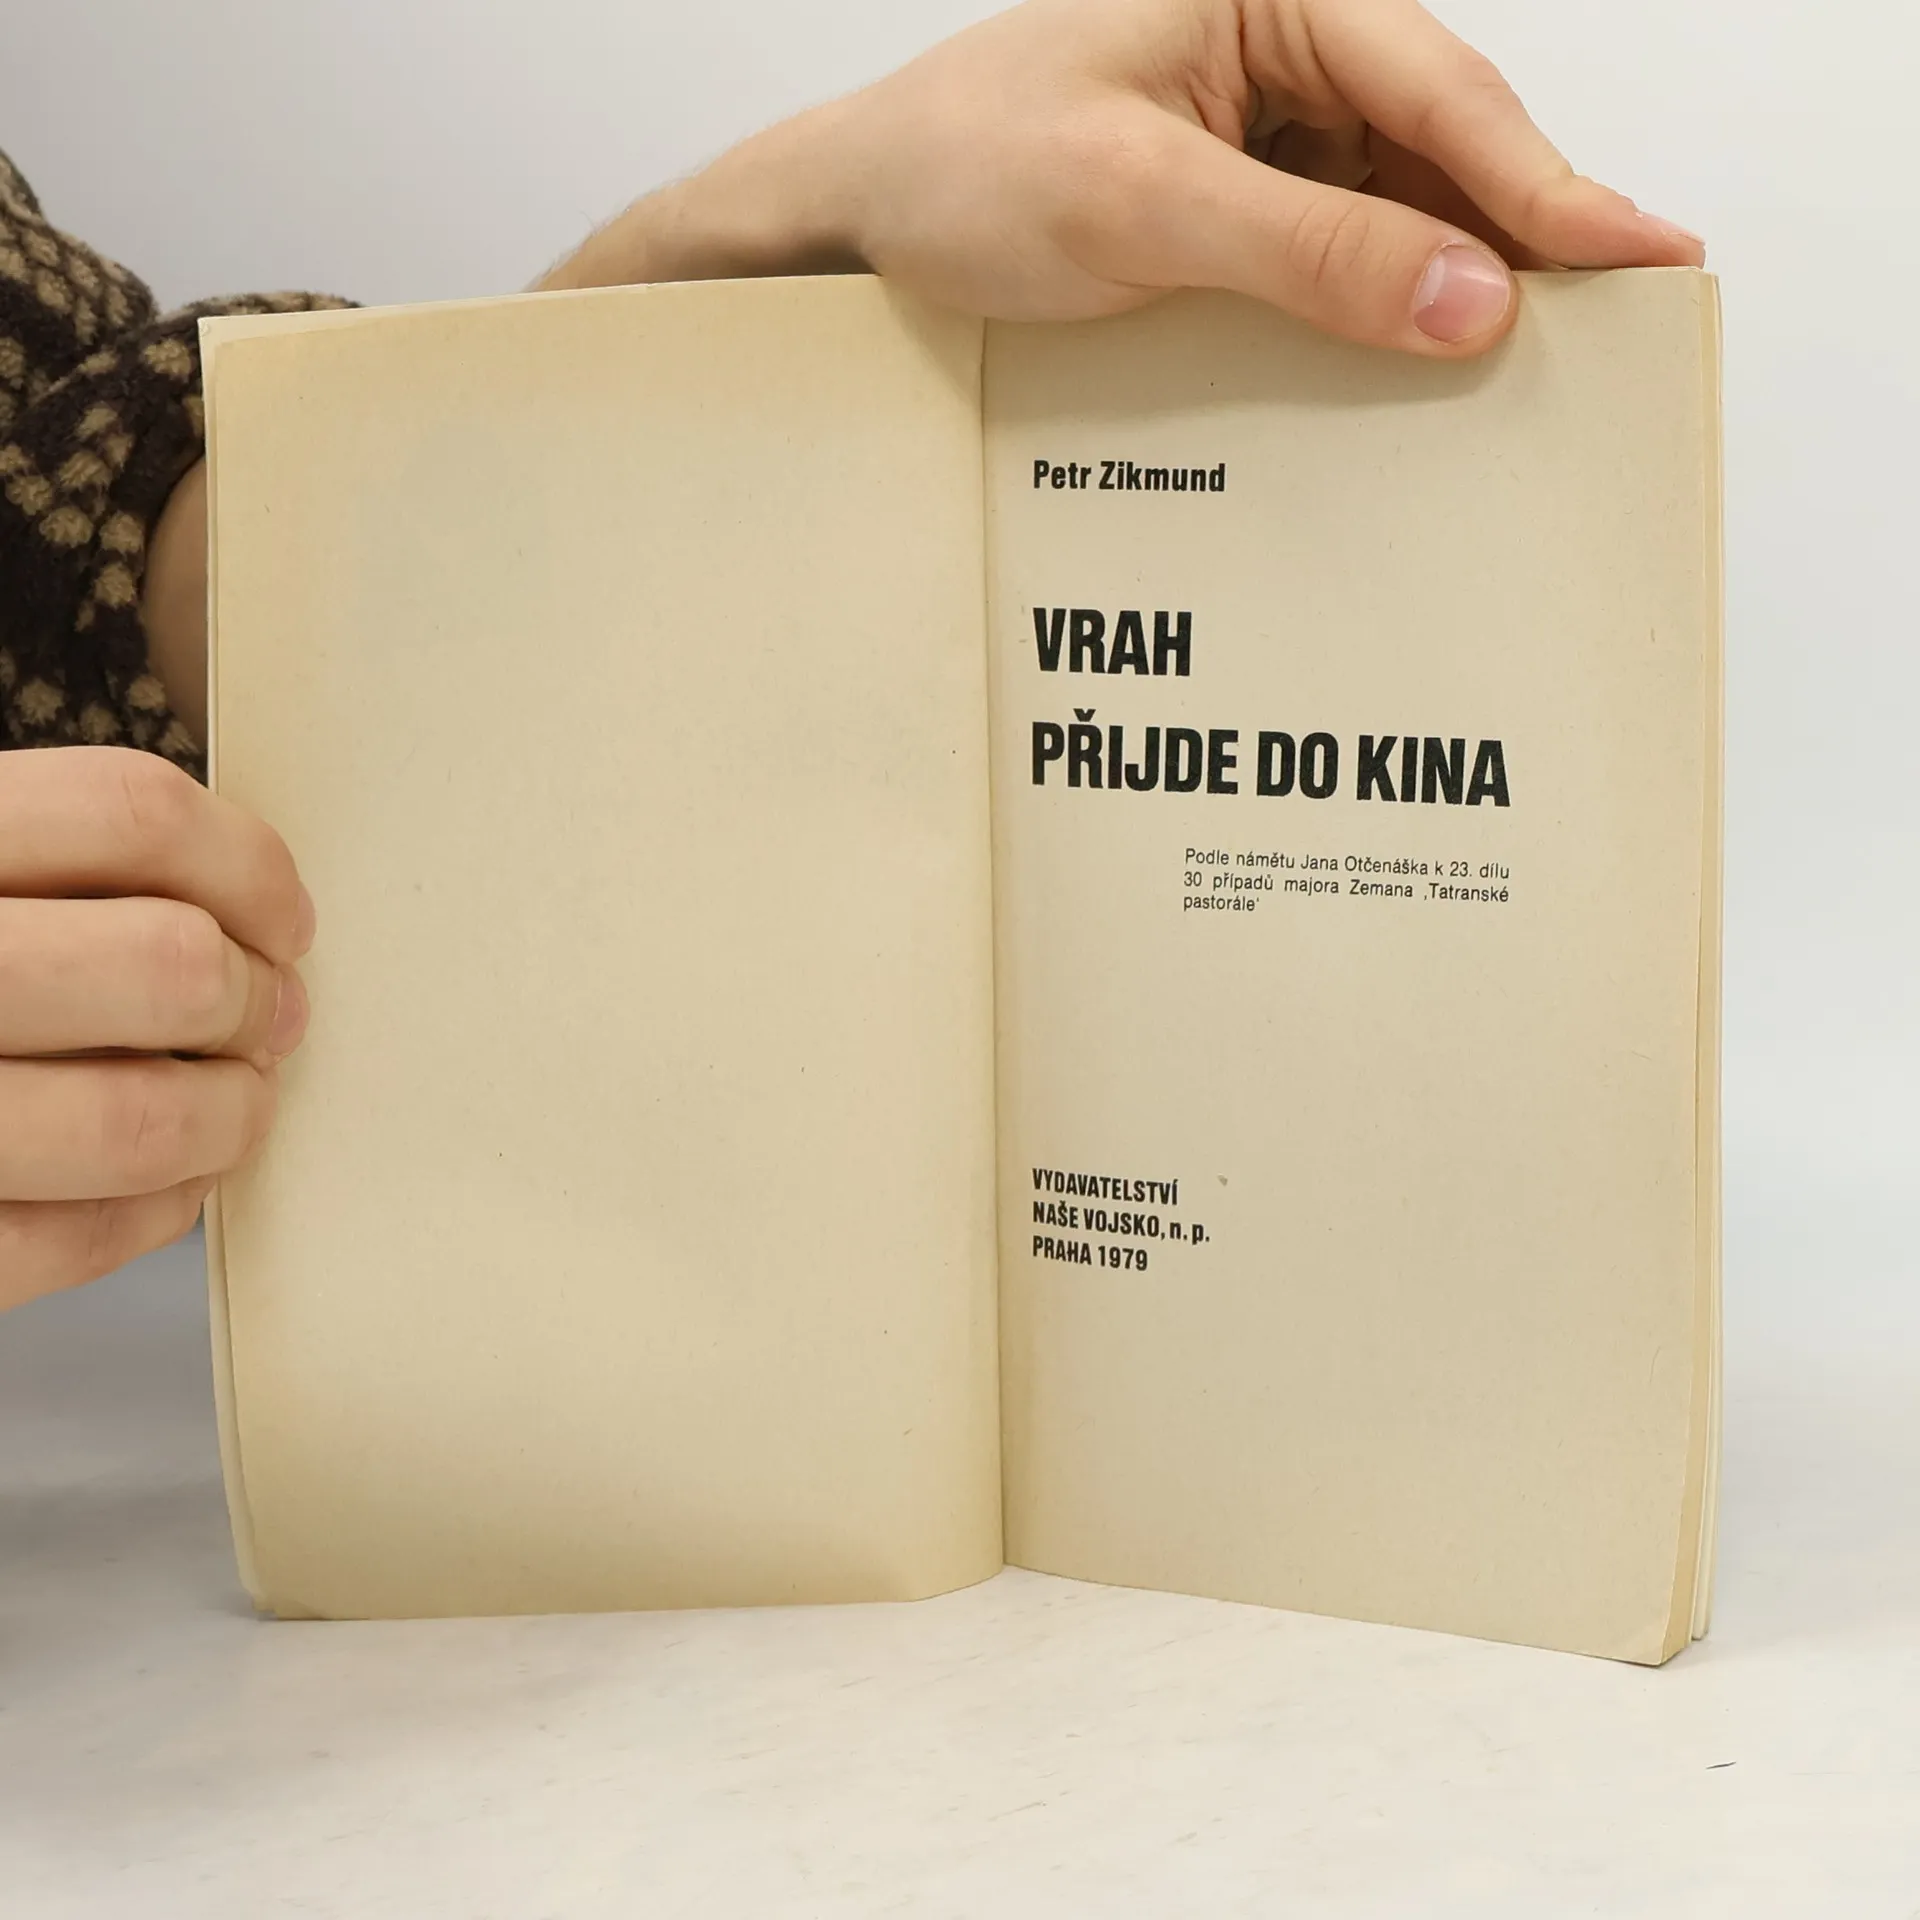 Petr Zikmund
VRAH
PŘIJDE DO KINA
Podle námětu Jana Otčenáška k 23. dílu
30 případů majora Zemana ‚Tatranské
pastorále‘
VYDAVATELSTVÍ
NAŠE VOJSKO, n. p.
PRAHA 1979